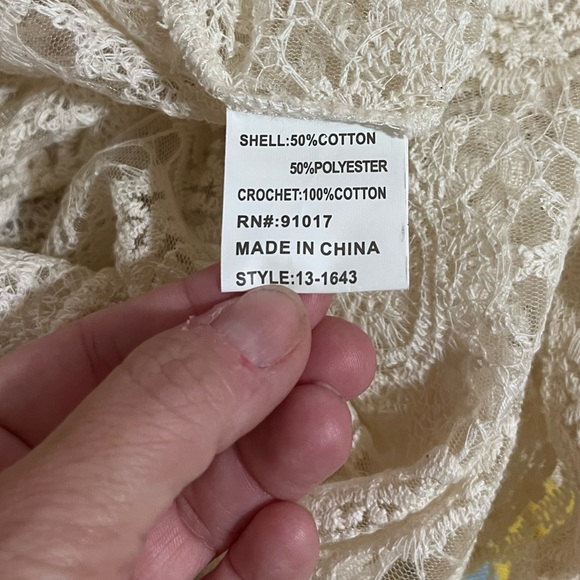 SHELL:50%COTTON
50%POLYESTER
CROCHET:100%COTTON
RN#:91017
MADE IN CHINA
STYLE:13-1643